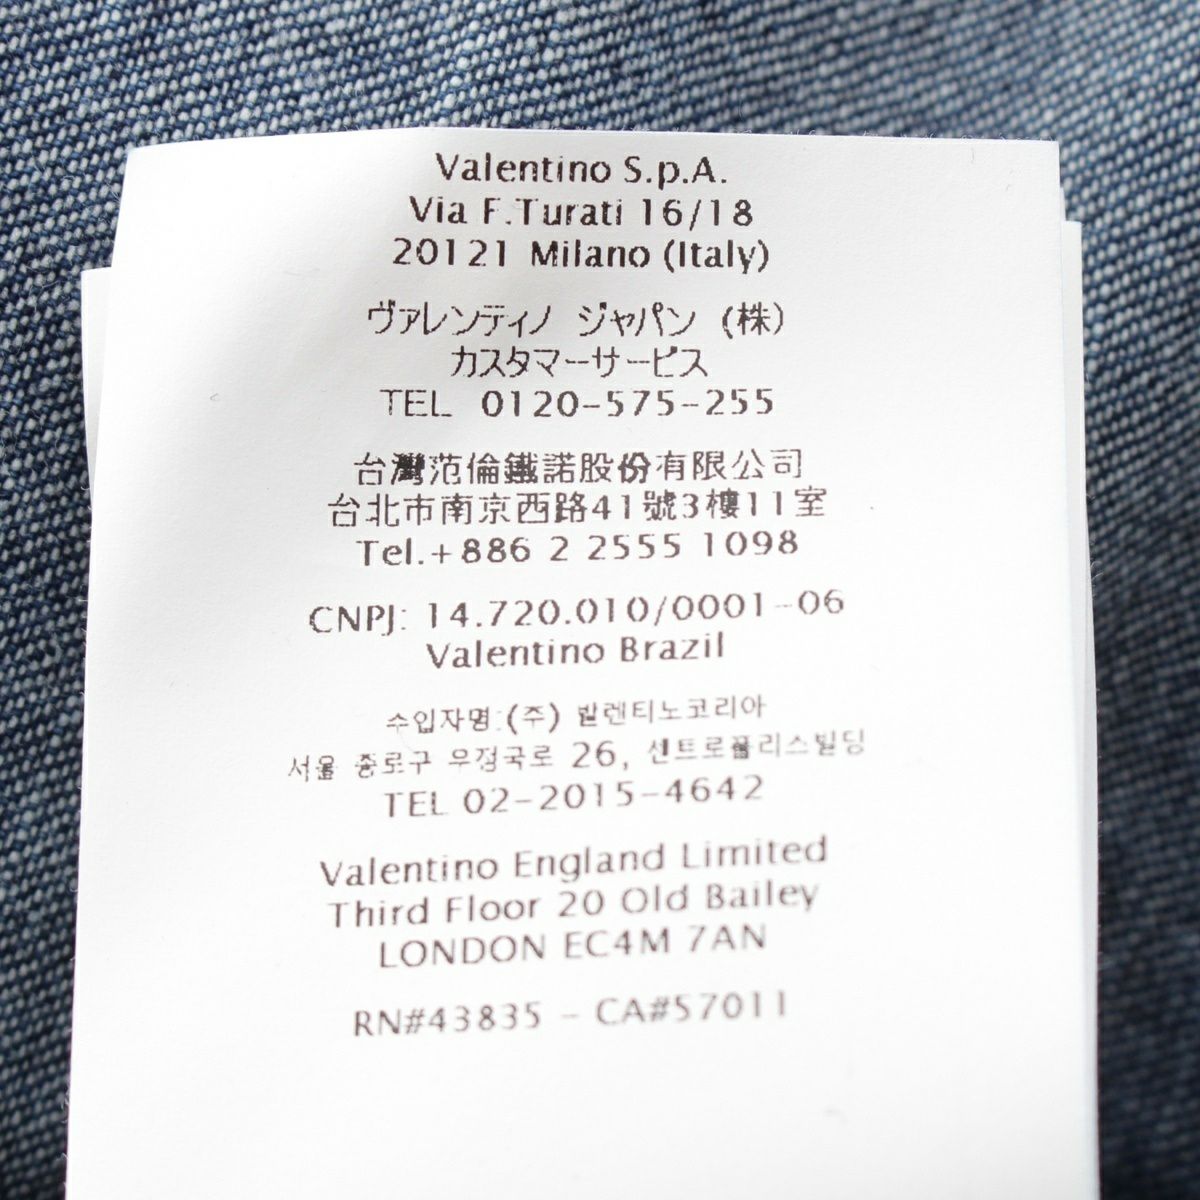 Valentino S.p.A.
Via F.Turati 16/18
20121 Milano (Italy)
ヴァレンティノ ジャパン (株)
カスタマーサービス
TEL 0120-575-255
台灣范倫鐵諾股份有限公司
台北市南京西路41號3樓11室
Tel.+886 2 2555 1098
CNPJ: 14.720.010/0001-06
Valentino Brazil
수입자명:(주) 발렌티노코리아
서울 종로구 우정국로 26, 센트로폴리스빌딩
TEL 02-2015-4642
Valentino England Limited
Third Floor 20 Old Bailey
LONDON EC4M 7AN
RN#43835 - CA#57011